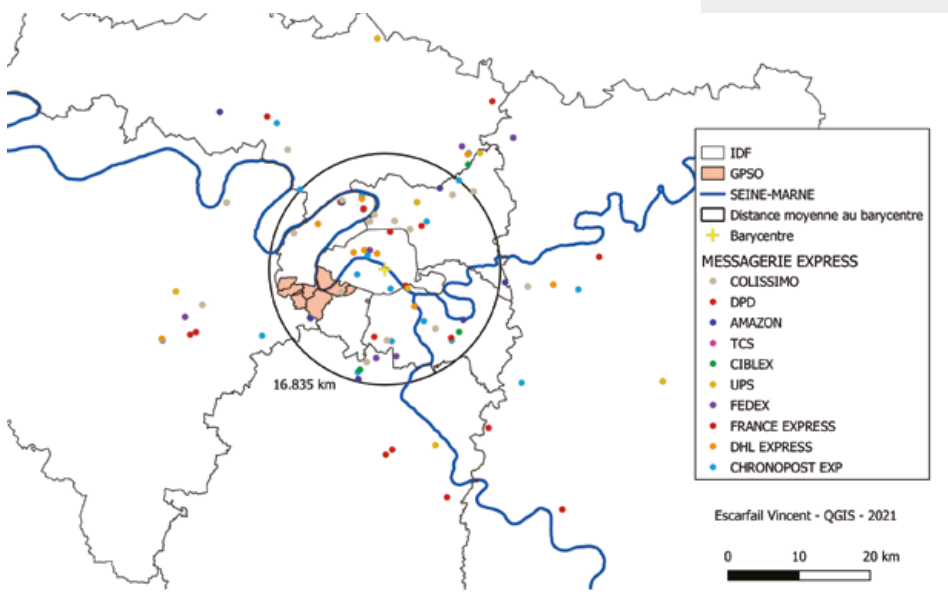 IDF
GPSO
SEINE-MARNE
Distance moyenne au barycentre
Barycentre
MESSAGERIE EXPRESS
COLISSIMO
DPD
AMAZON
TCS
CIBLEX
UPS
FEDEX
FRANCE EXPRESS
DHL EXPRESS
CHRONOPOST EXP
16.835 km
Escarfail Vincent - QGIS - 2021
0 10 20 km